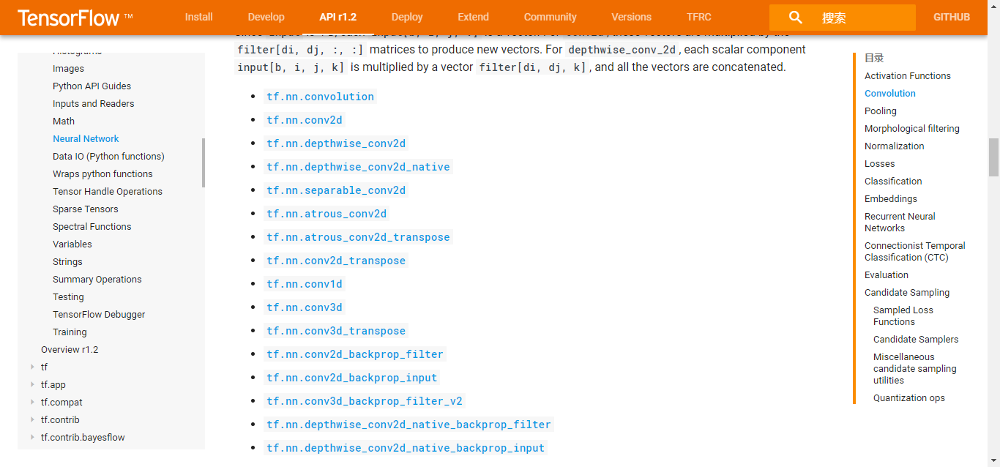 TensorFlow TM
Install
Develop
API r1.2
Deploy
Extend
Community
Versions
TFRC
搜索
GITHUB
Histograms
Images
Python API Guides
Inputs and Readers
Math
Neural Network
Data IO (Python functions)
Wraps python functions
Tensor Handle Operations
Sparse Tensors
Spectral Functions
Variables
Strings
Summary Operations
Testing
TensorFlow Debugger
Training
Overview r1.2
tf
tf.app
tf.compat
tf.contrib
tf.contrib.bayesflow
filter[di, dj, :, :] matrices to produce new vectors. For depthwise_conv_2d, each scalar component
input[b, i, j, k] is multiplied by a vector filter[di, dj, k], and all the vectors are concatenated.
tf.nn.convolution
tf.nn.conv2d
tf.nn.depthwise_conv2d
tf.nn.depthwise_conv2d_native
tf.nn.separable_conv2d
tf.nn.atrous_conv2d
tf.nn.atrous_conv2d_transpose
tf.nn.conv2d_transpose
tf.nn.conv1d
tf.nn.conv3d
tf.nn.conv3d_transpose
tf.nn.conv2d_backprop_filter
tf.nn.conv2d_backprop_input
tf.nn.conv3d_backprop_filter_v2
tf.nn.depthwise_conv2d_native_backprop_filter
tf.nn.depthwise_conv2d_native_backprop_input
目录
Activation Functions
Convolution
Pooling
Morphological filtering
Normalization
Losses
Classification
Embeddings
Recurrent Neural
Networks
Connectionist Temporal
Classification (CTC)
Evaluation
Candidate Sampling
Sampled Loss
Functions
Candidate Samplers
Miscellaneous
candidate sampling
utilities
Quantization ops